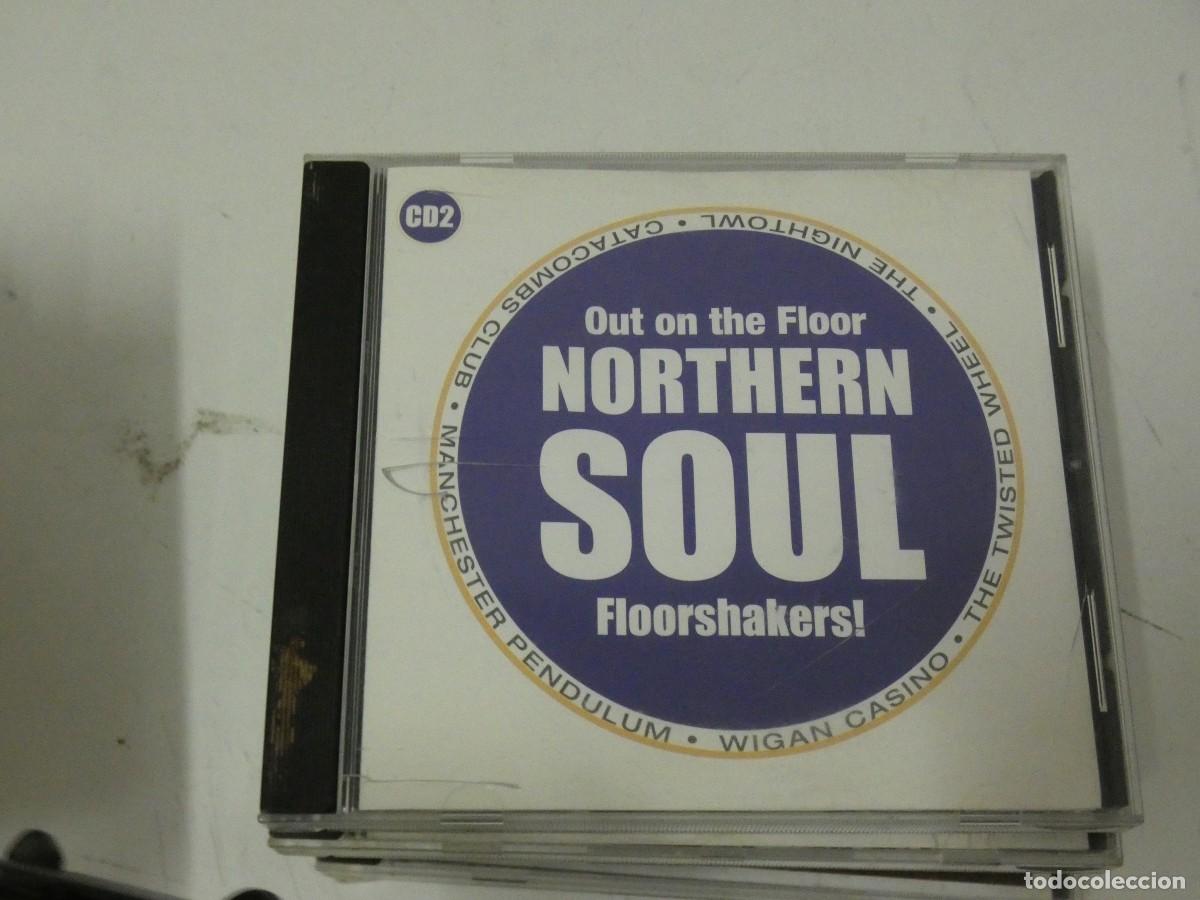 CD2
Out on the Floor
NORTHERN
SOUL
Floorshakers!
CATACOMBS CLUB • THE NIGHTOWL • THE TWISTED WHEEL • WIGAN CASINO • MANCHESTER PENDULUM •
todocoleccion